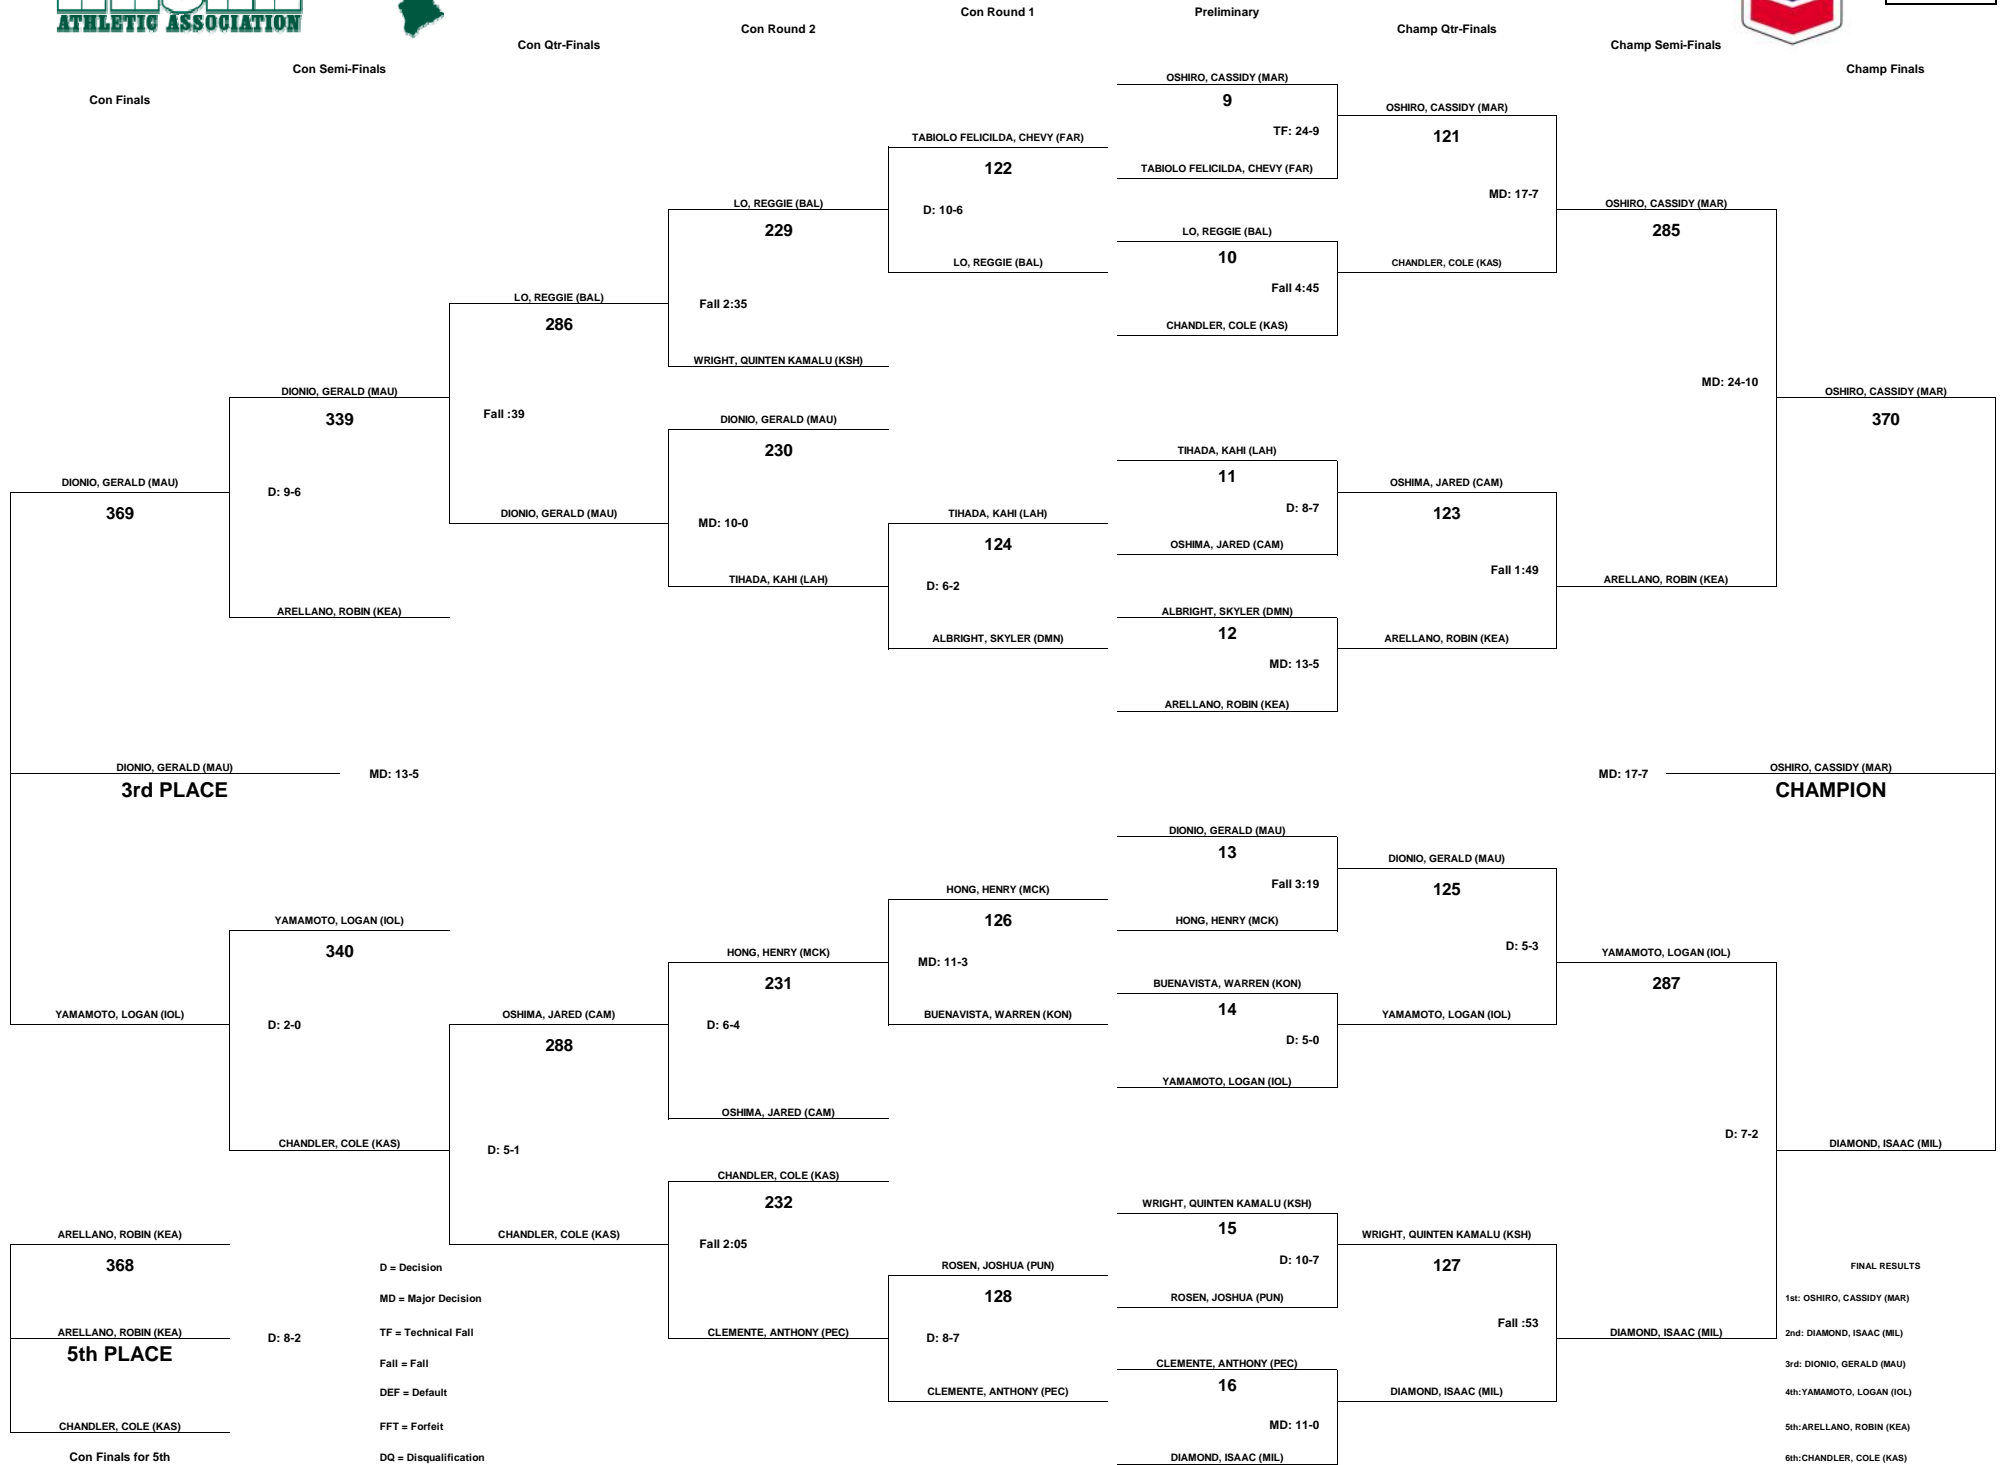 ATHLETIC ASSOCIATION
Con Round 1
Preliminary
Con Round 2
Champ Qtr-Finals
Con Qtr-Finals
Champ Semi-Finals
Con Semi-Finals
Champ Finals
Con Finals
OSHIRO, CASSIDY (MAR)
9
TF: 24-9
TABIOLO FELICILDA, CHEVY (FAR)
LO, REGGIE (BAL)
10
Fall 4:45
CHANDLER, COLE (KAS)
TIHADA, KAHI (LAH)
11
D: 8-7
OSHIMA, JARED (CAM)
ALBRIGHT, SKYLER (DMN)
12
MD: 13-5
ARELLANO, ROBIN (KEA)
DIONIO, GERALD (MAU)
13
Fall 3:19
HONG, HENRY (MCK)
BUENAVISTA, WARREN (KON)
14
D: 5-0
YAMAMOTO, LOGAN (IOL)
WRIGHT, QUINTEN KAMALU (KSH)
15
D: 10-7
ROSEN, JOSHUA (PUN)
CLEMENTE, ANTHONY (PEC)
16
MD: 11-0
DIAMOND, ISAAC (MIL)
OSHIRO, CASSIDY (MAR)
121
MD: 17-7
CHANDLER, COLE (KAS)
OSHIMA, JARED (CAM)
123
Fall 1:49
ARELLANO, ROBIN (KEA)
DIONIO, GERALD (MAU)
125
D: 5-3
YAMAMOTO, LOGAN (IOL)
WRIGHT, QUINTEN KAMALU (KSH)
127
Fall :53
DIAMOND, ISAAC (MIL)
OSHIRO, CASSIDY (MAR)
285
MD: 24-10
ARELLANO, ROBIN (KEA)
YAMAMOTO, LOGAN (IOL)
287
D: 7-2
DIAMOND, ISAAC (MIL)
OSHIRO, CASSIDY (MAR)
370
MD: 17-7
OSHIRO, CASSIDY (MAR)
CHAMPION
DIAMOND, ISAAC (MIL)
TABIOLO FELICILDA, CHEVY (FAR)
122
D: 10-6
LO, REGGIE (BAL)
TIHADA, KAHI (LAH)
124
D: 6-2
ALBRIGHT, SKYLER (DMN)
HONG, HENRY (MCK)
126
MD: 11-3
BUENAVISTA, WARREN (KON)
ROSEN, JOSHUA (PUN)
128
D: 8-7
CLEMENTE, ANTHONY (PEC)
LO, REGGIE (BAL)
229
Fall 2:35
WRIGHT, QUINTEN KAMALU (KSH)
DIONIO, GERALD (MAU)
230
MD: 10-0
TIHADA, KAHI (LAH)
HONG, HENRY (MCK)
231
D: 6-4
OSHIMA, JARED (CAM)
CHANDLER, COLE (KAS)
232
Fall 2:05
CLEMENTE, ANTHONY (PEC)
LO, REGGIE (BAL)
286
Fall :39
DIONIO, GERALD (MAU)
OSHIMA, JARED (CAM)
288
D: 5-1
CHANDLER, COLE (KAS)
DIONIO, GERALD (MAU)
339
D: 9-6
ARELLANO, ROBIN (KEA)
YAMAMOTO, LOGAN (IOL)
340
D: 2-0
CHANDLER, COLE (KAS)
DIONIO, GERALD (MAU)
369
DIONIO, GERALD (MAU)
MD: 13-5
3rd PLACE
YAMAMOTO, LOGAN (IOL)
ARELLANO, ROBIN (KEA)
368
ARELLANO, ROBIN (KEA)
D: 8-2
5th PLACE
CHANDLER, COLE (KAS)
Con Finals for 5th
D = Decision
MD = Major Decision
TF = Technical Fall
Fall = Fall
DEF = Default
FFT = Forfeit
DQ = Disqualification
FINAL RESULTS
1st: OSHIRO, CASSIDY (MAR)
2nd: DIAMOND, ISAAC (MIL)
3rd: DIONIO, GERALD (MAU)
4th:YAMAMOTO, LOGAN (IOL)
5th:ARELLANO, ROBIN (KEA)
6th:CHANDLER, COLE (KAS)